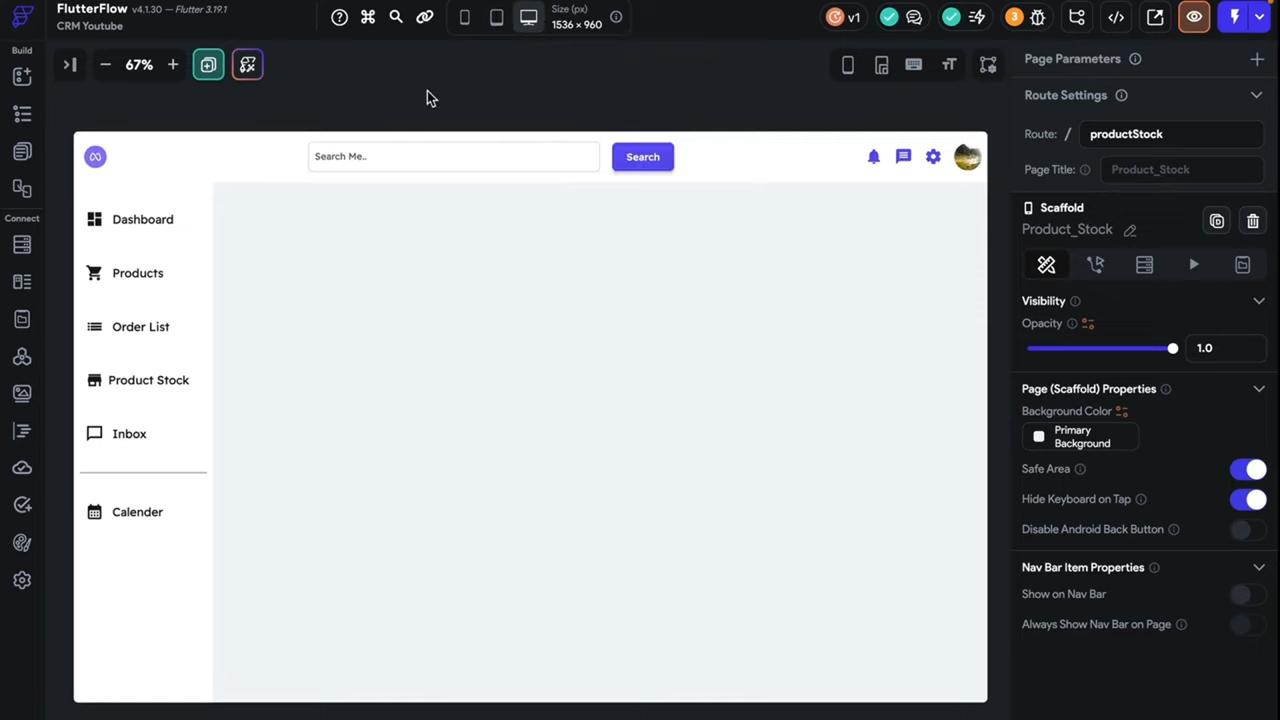 FlutterFlow v4.1.30 – Flutter 3.19.1
CRM Youtube
Size (px)
1536 × 960
v1
3
Build
67%
Page Parameters
Route Settings
Route: / productStock
Page Title: Product_Stock
Search Me..
Search
Scaffold
Product_Stock
Connect
Dashboard
Products
Order List
Product Stock
Inbox
Calender
Visibility
Opacity
1.0
Page (Scaffold) Properties
Background Color
Primary
Background
Safe Area
Hide Keyboard on Tap
Disable Android Back Button
Nav Bar Item Properties
Show on Nav Bar
Always Show Nav Bar on Page